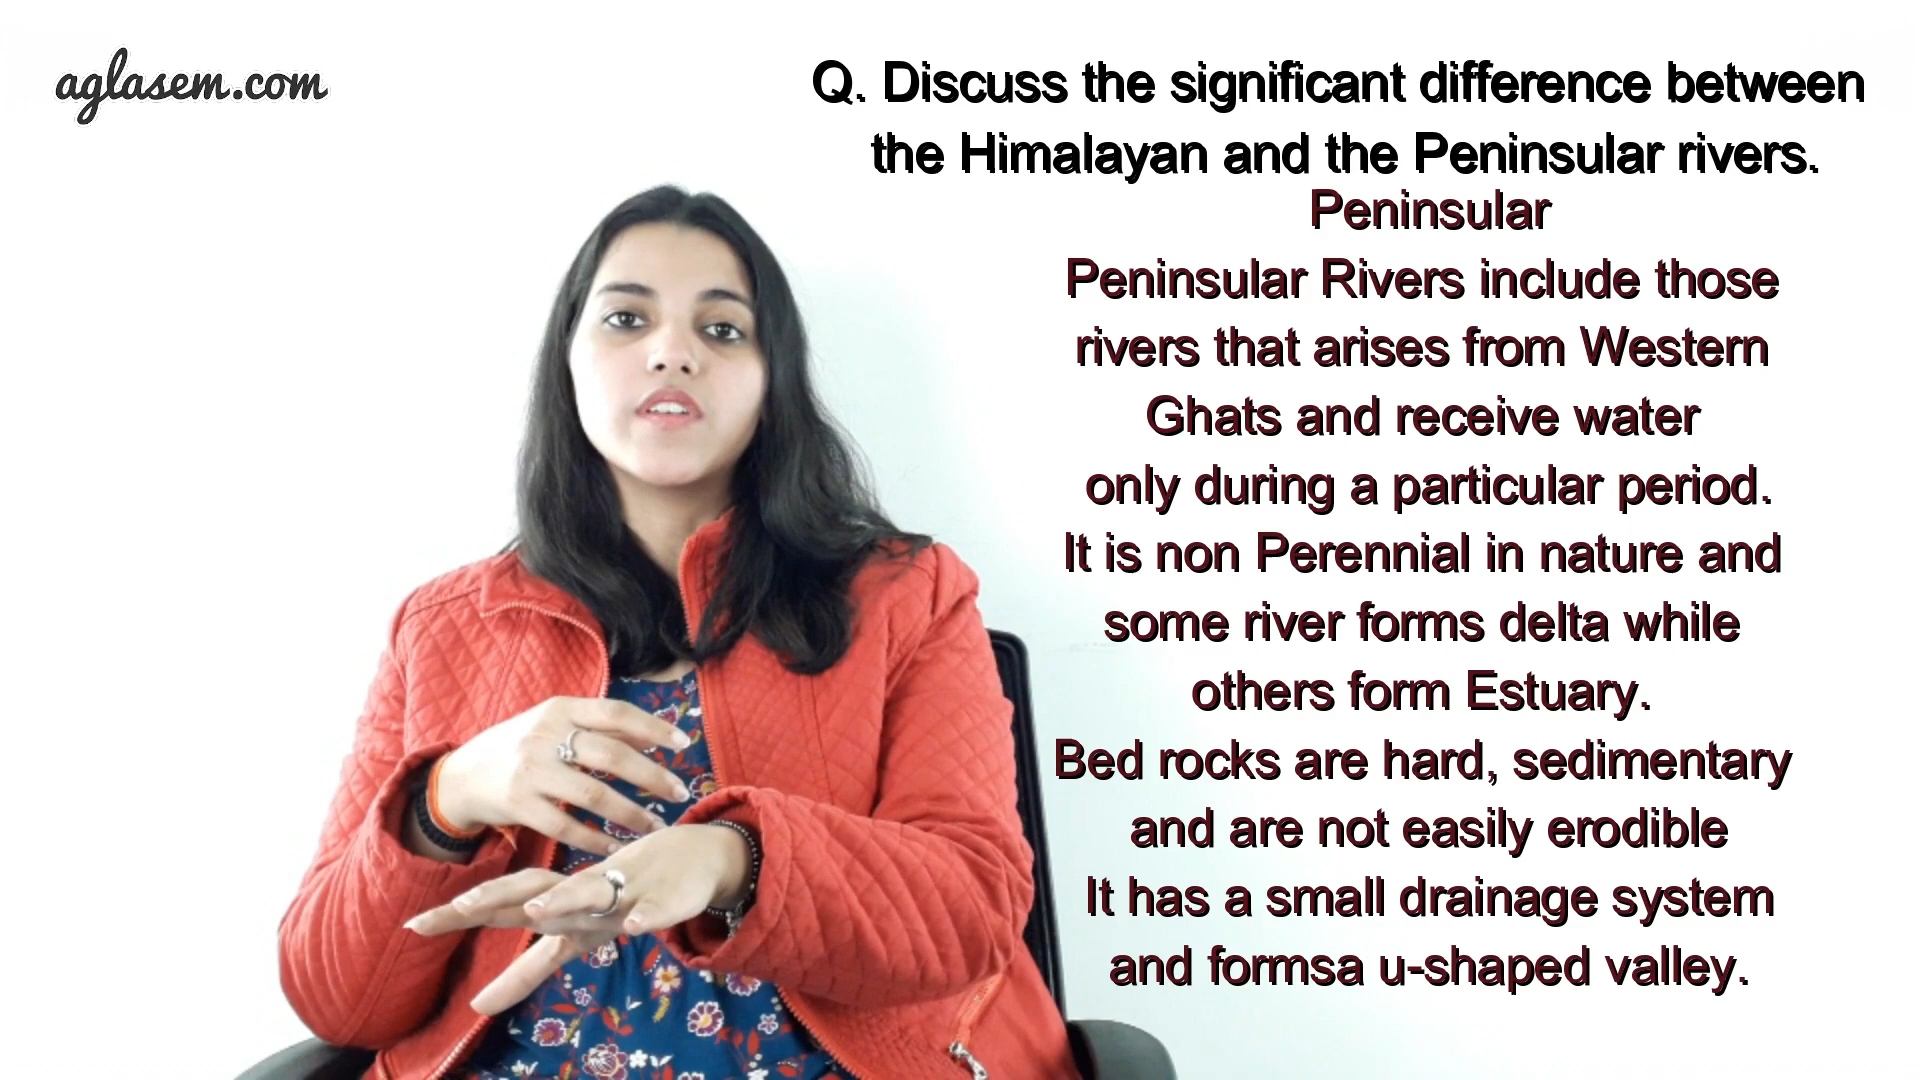 aglasem.com
Q. Discuss the significant difference between
the Himalayan and the Peninsular rivers.
Peninsular
Peninsular Rivers include those
rivers that arises from Western
Ghats and receive water
only during a particular period.
It is non Perennial in nature and
some river forms delta while
others form Estuary.
Bed rocks are hard, sedimentary
and are not easily erodible
It has a small drainage system
and formsa u-shaped valley.